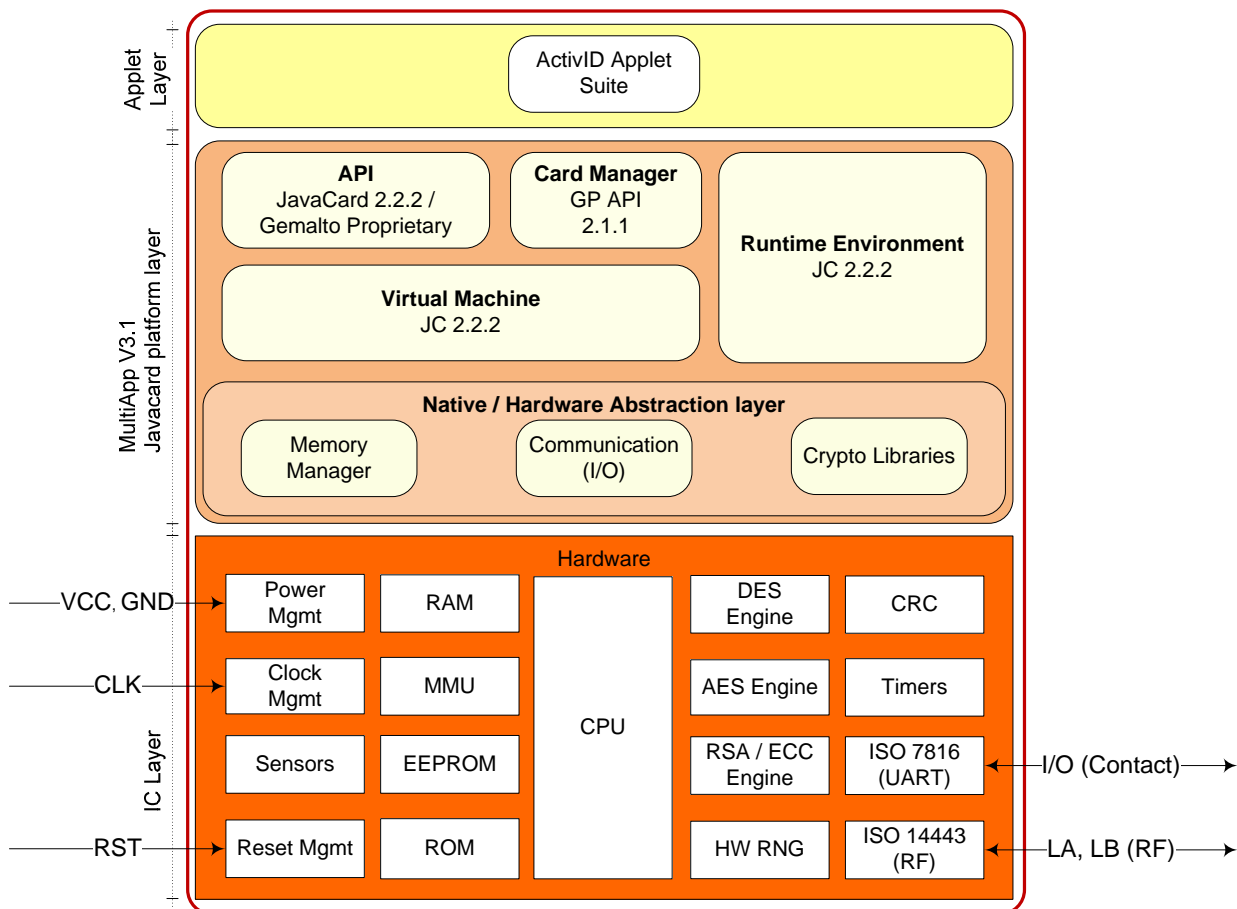 Applet
Layer
ActivID Applet
Suite
MultiApp V3.1
Javacard platform layer
API
JavaCard 2.2.2 /
Gemalto Proprietary
Card Manager
GP API
2.1.1
Runtime Environment
JC 2.2.2
Virtual Machine
JC 2.2.2
Native / Hardware Abstraction layer
Memory
Manager
Communication
(I/O)
Crypto Libraries
IC Layer
Hardware
VCC, GND
Power
Mgmt
RAM
CPU
DES
Engine
CRC
CLK
Clock
Mgmt
MMU
AES Engine
Timers
Sensors
EEPROM
RSA / ECC
Engine
ISO 7816
(UART)
I/O (Contact)
RST
Reset Mgmt
ROM
HW RNG
ISO 14443
(RF)
LA, LB (RF)